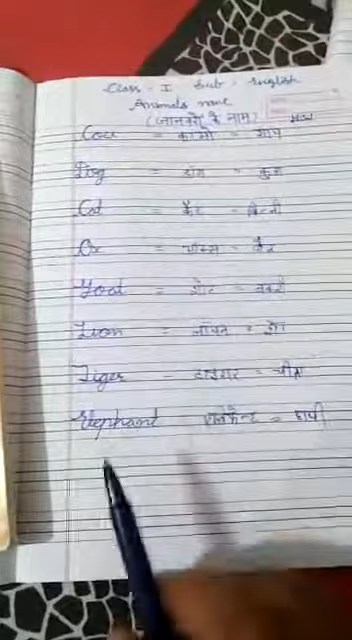 Class - I Sub - English
Animals name
(जानवरों के नाम) H.W
Cow = काओ = गाय
Dog = डॉग = कुत्ता
Cat = कैट = बिल्ली
Ox = ऑक्स = बैल
Goat = गोट = बकरी
Lion = लॉयन = शेर
Tiger - टाइगर = चीता
Elephant एलिफेन्ट = हाथी